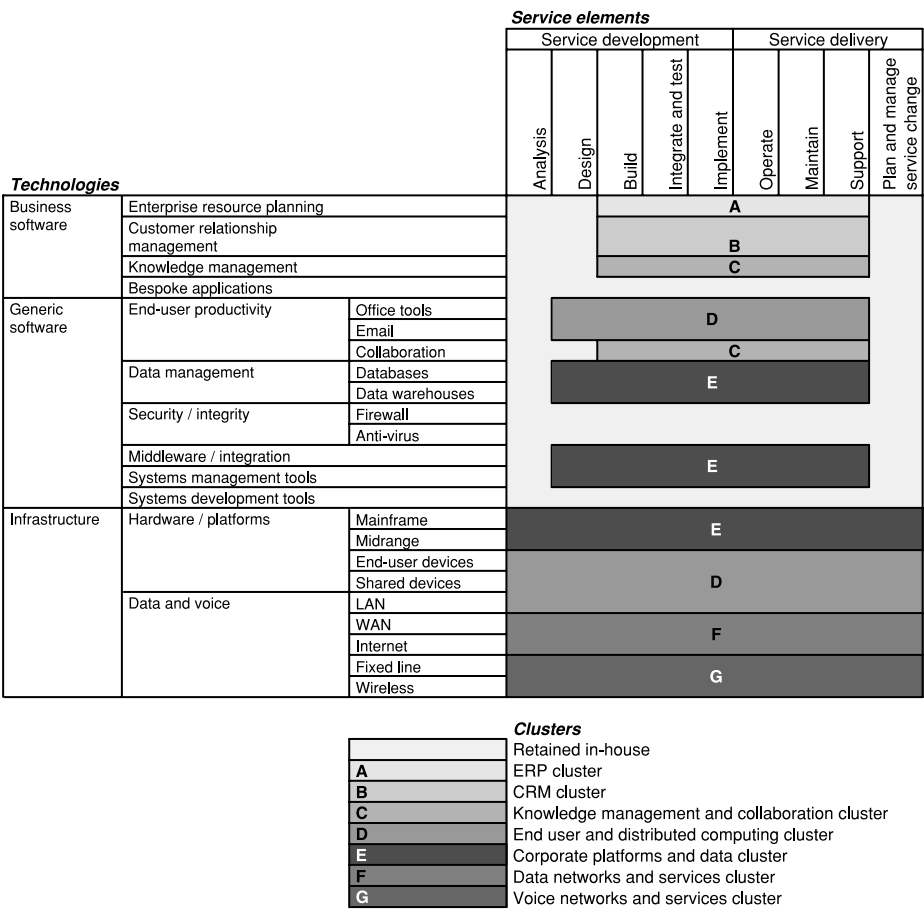 Service elements
Service development Service delivery
Analysis
Design
Build
Integrate and test
Implement
Operate
Maintain
Support
Plan and manage
service change
Technologies
Business
software
Enterprise resource planning
A
Customer relationship
management
B
Knowledge management
C
Bespoke applications
Generic
software
End-user productivity
Office tools
Email
D
Collaboration
C
Data management
Databases
Data warehouses
E
Security / integrity
Firewall
Anti-virus
Middleware / integration
Systems management tools
E
Systems development tools
Infrastructure
Hardware / platforms
Mainframe
Midrange
E
End-user devices
Shared devices
D
Data and voice
LAN
WAN
Internet
F
Fixed line
Wireless
G
Clusters
Retained in-house
A ERP cluster
B CRM cluster
C Knowledge management and collaboration cluster
D End user and distributed computing cluster
E Corporate platforms and data cluster
F Data networks and services cluster
G Voice networks and services cluster